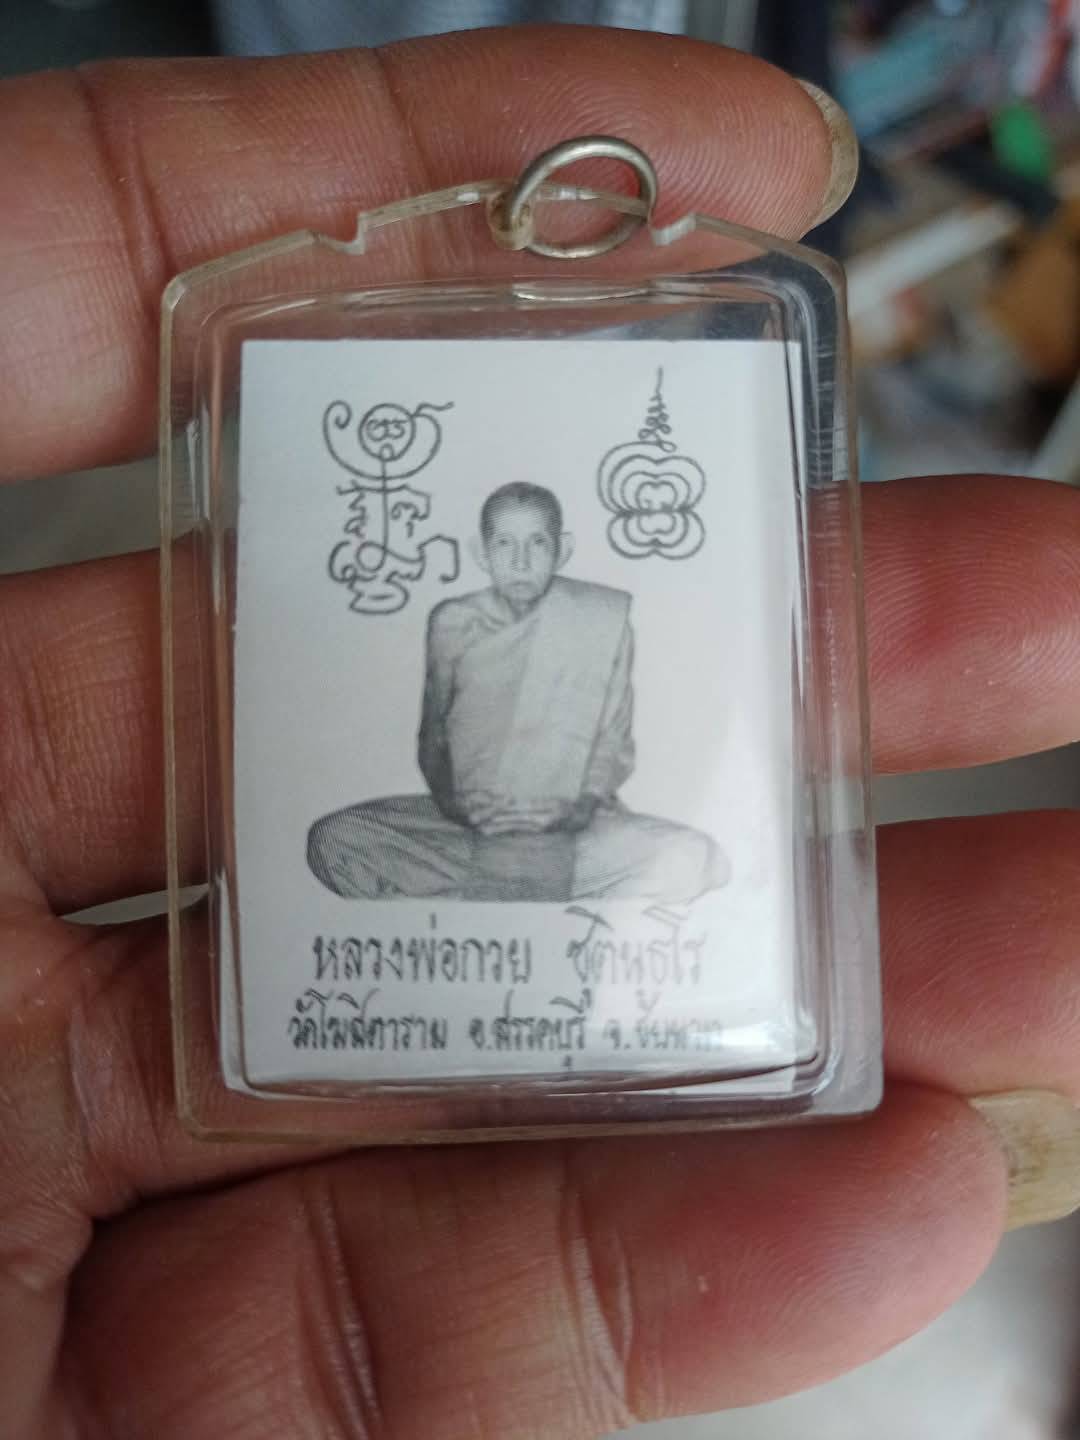 หลวงพ่อกวย ชุตินฺธโร
วัดโฆสิตาราม อ.สรรคบุรี จ.ชัยนาท